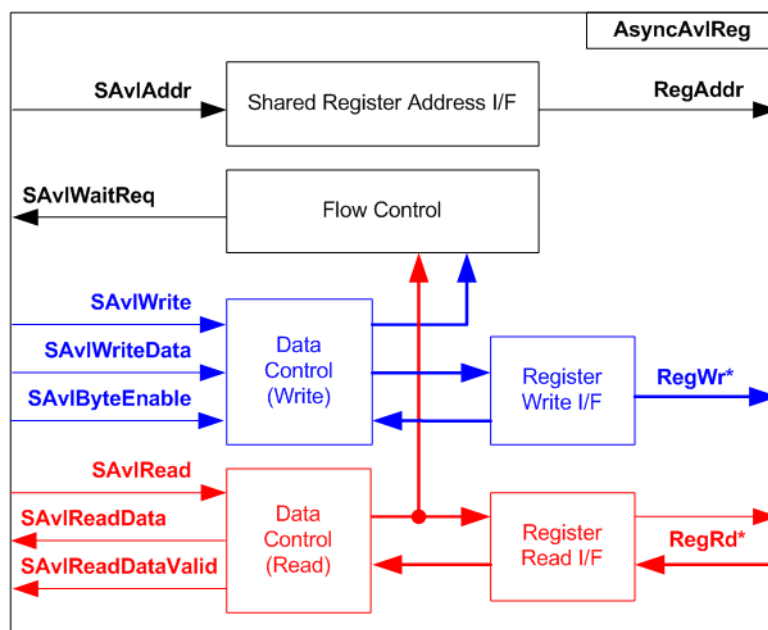 AsyncAvlReg
SAvlAddr
Shared Register Address I/F
RegAddr
SAvlWaitReq
Flow Control
SAvlWrite
SAvlWriteData
SAvlByteEnable
Data
Control
(Write)
Register
Write I/F
RegWr*
SAvlRead
SAvlReadData
SAvlReadDataValid
Data
Control
(Read)
Register
Read I/F
RegRd*